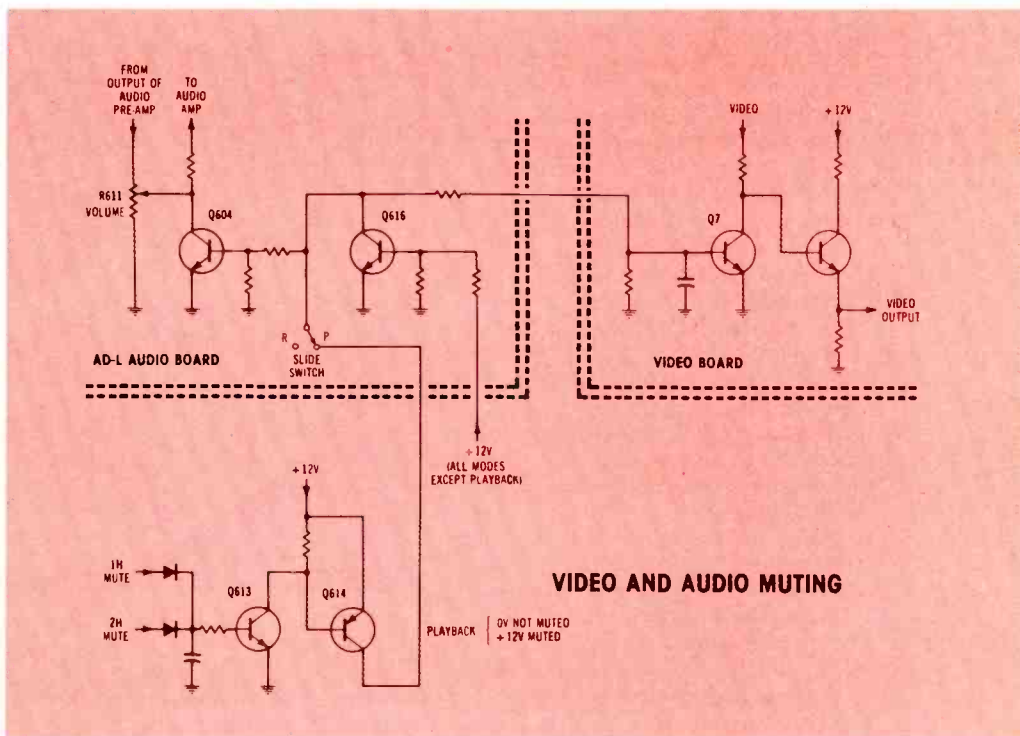 FROM
OUTPUT OF
AUDIO
PRE-AMP
TO
AUDIO
AMP
R611
VOLUME
Q604
Q616
R
P
SLIDE
SWITCH
AD-L AUDIO BOARD
VIDEO
+ 12V
Q7
VIDEO
OUTPUT
VIDEO BOARD
+ 12V
(ALL MODES
EXCEPT PLAYBACK)
+ 12V
1H
MUTE
2H
MUTE
Q613
Q614
PLAYBACK
0V NOT MUTED
+ 12V MUTED
VIDEO AND AUDIO MUTING